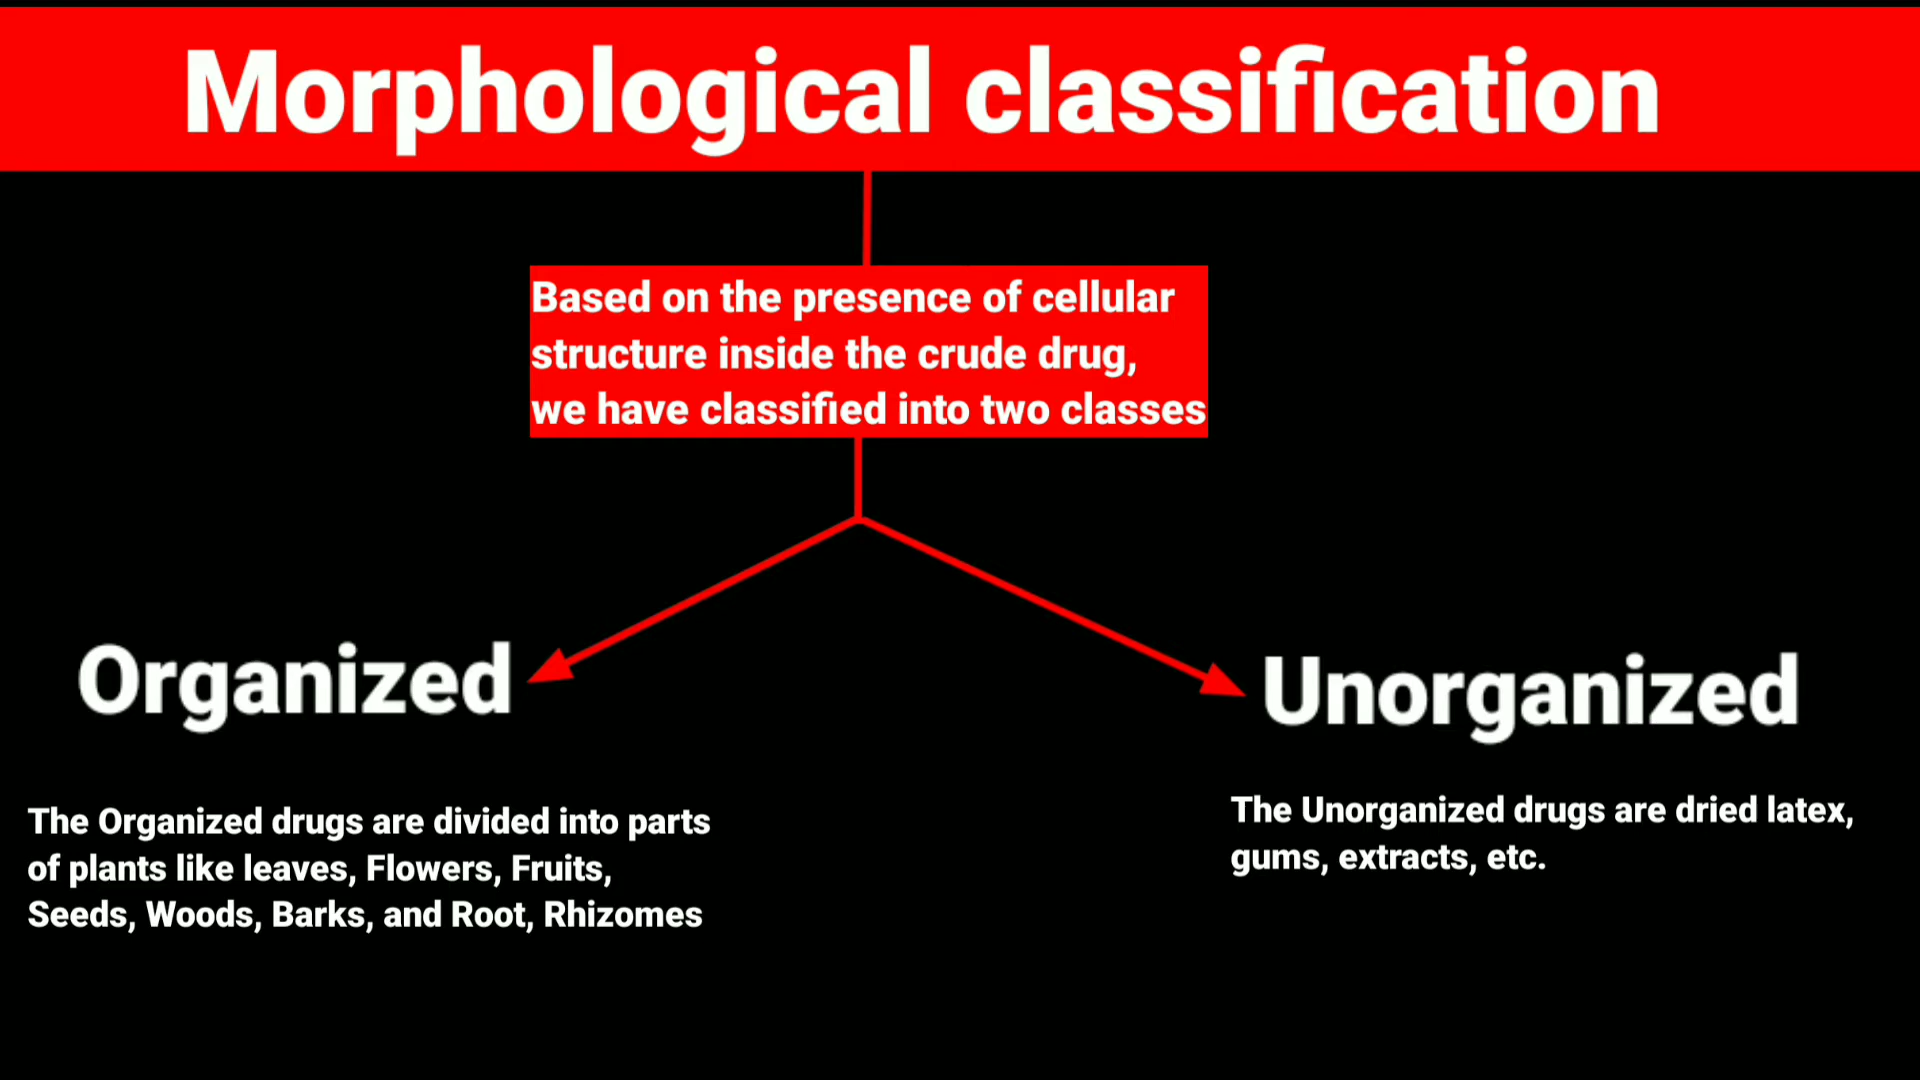 Morphological classification
Based on the presence of cellular
structure inside the crude drug,
we have classified into two classes
Organized
The Organized drugs are divided into parts
of plants like leaves, Flowers, Fruits,
Seeds, Woods, Barks, and Root, Rhizomes
Unorganized
The Unorganized drugs are dried latex,
gums, extracts, etc.